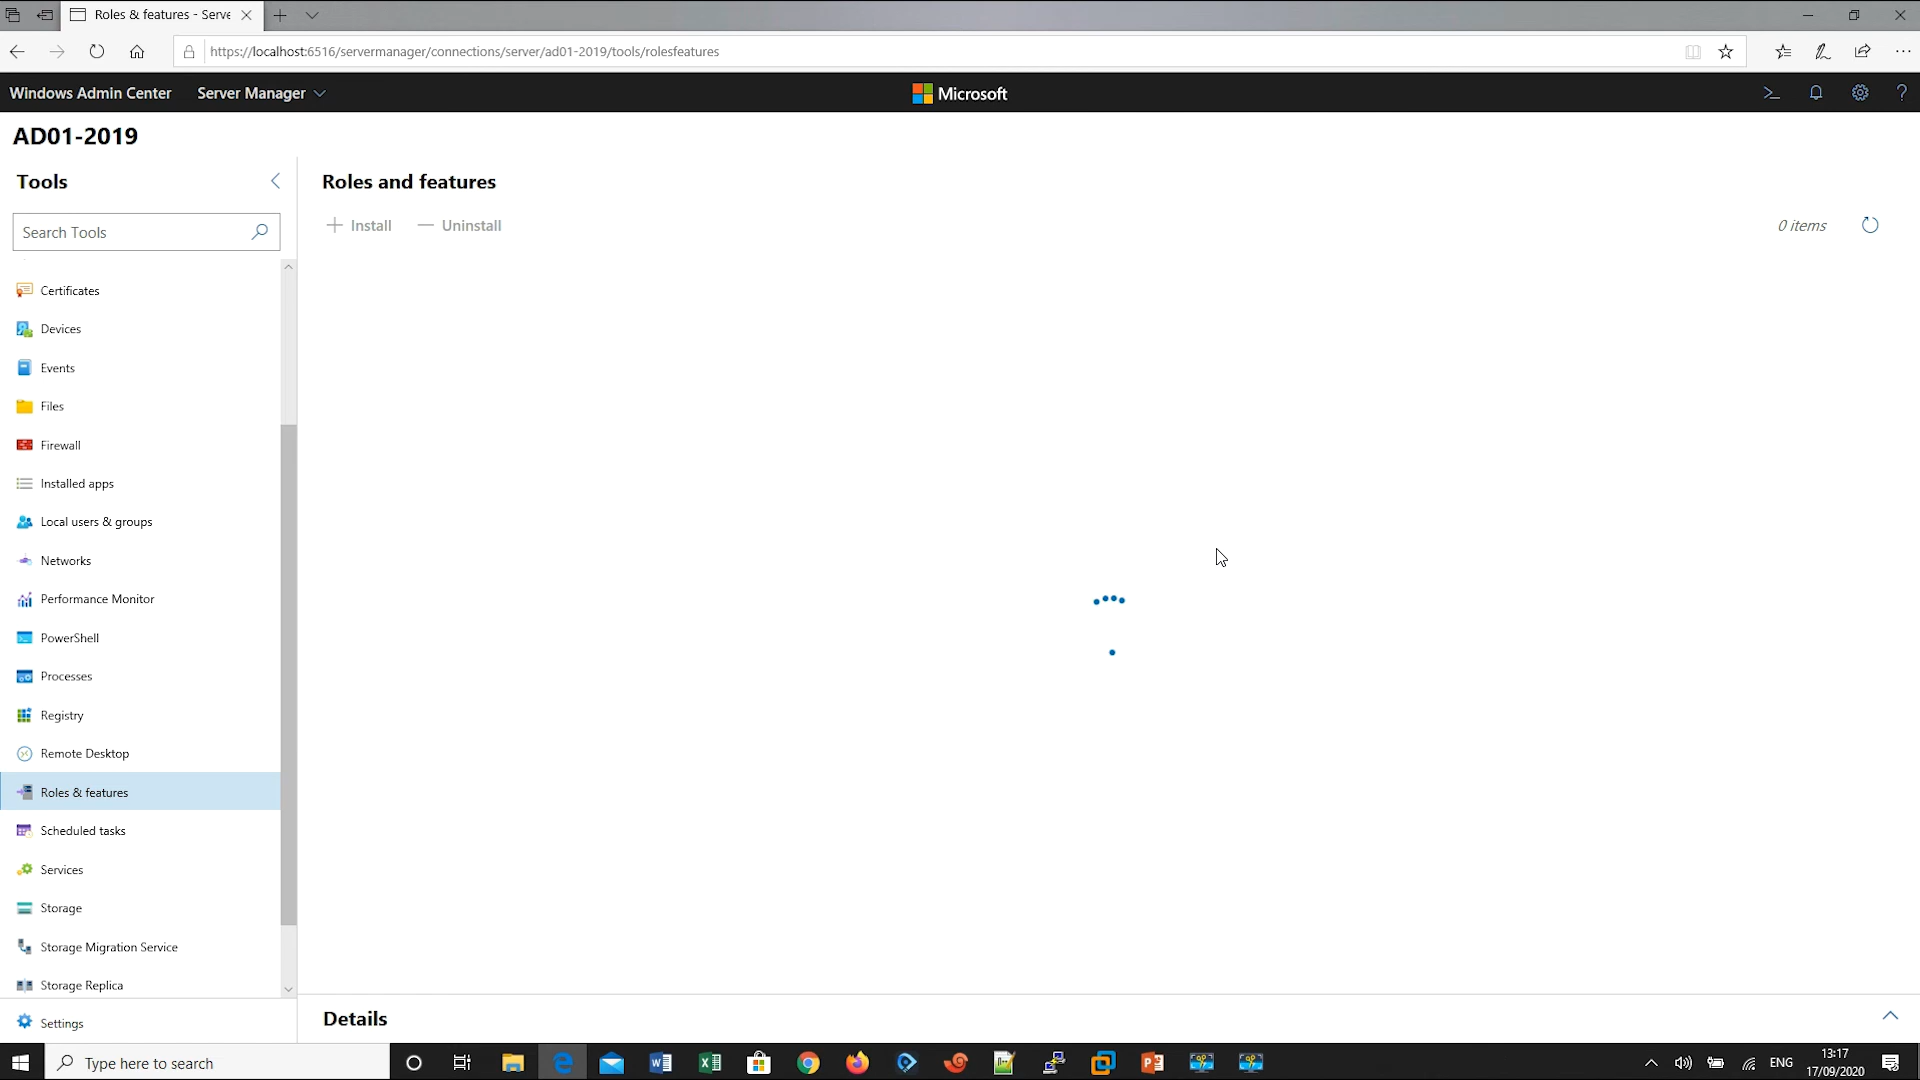 Roles & features - Serve
https://localhost:6516/servermanager/connections/server/ad01-2019/tools/rolesfeatures
Windows Admin Center
Server Manager
Microsoft
AD01-2019
Tools
Roles and features
Search Tools
Install
Uninstall
0 items
Certificates
Devices
Events
Files
Firewall
Installed apps
Local users & groups
Networks
Performance Monitor
PowerShell
Processes
Registry
Remote Desktop
Roles & features
Scheduled tasks
Services
Storage
Storage Migration Service
Storage Replica
Settings
Details
Type here to search
ENG
13:17
17/09/2020